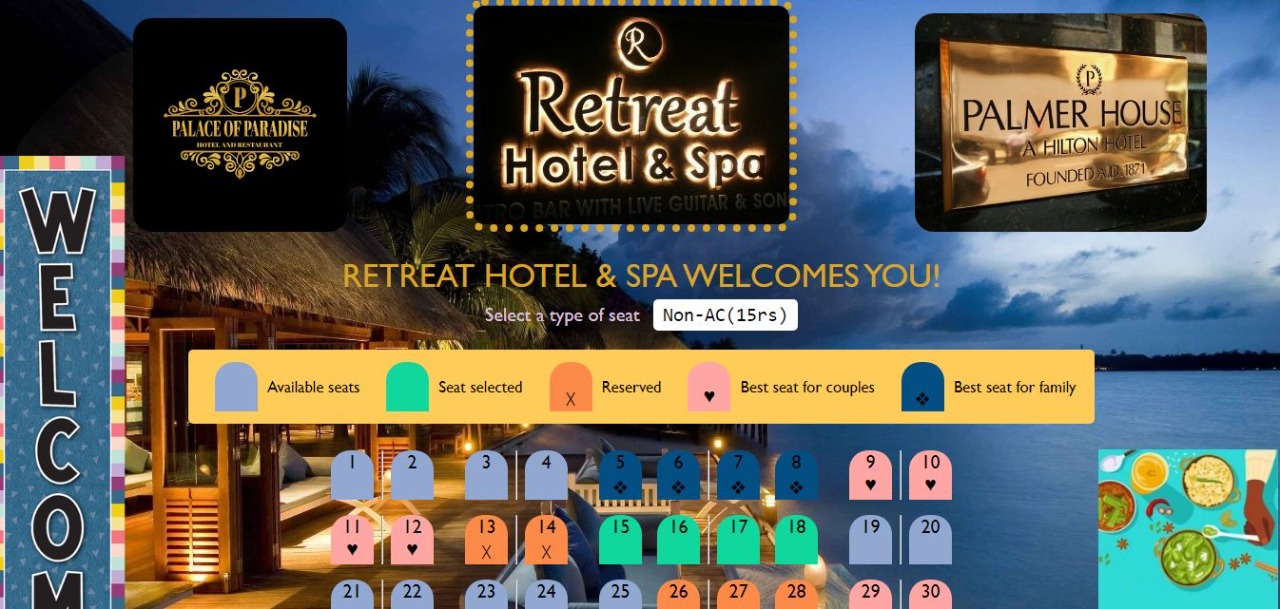 P
PALACE OF PARADISE
HOTEL AND RESTAURANT
R
Retreat
Hotel & Spa
TRO BAR WITH LIVE GUITAR & SON
P
PALMER HOUSE
A HILTON HOTEL
FOUNDED A.D. 1871
WELCOM
RETREAT HOTEL & SPA WELCOMES YOU!
Select a type of seat Non-AC(15rs)
Available seats Seat selected X Reserved ♥ Best seat for couples ❖ Best seat for family
1 2 3 4 5 6 7 8 9 10
❖ ❖ ❖ ❖ ♥ ♥
11 12 13 14 15 16 17 18 19 20
♥ ♥ X X
21 22 23 24 25 26 27 28 29 30